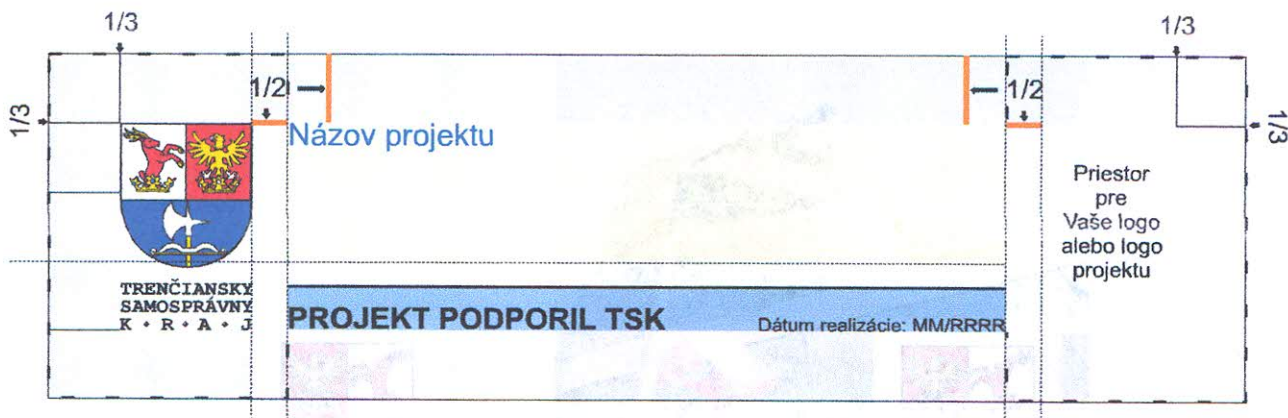 1/3
1/3
1/2
1/2
1/3
1/3
Názov projektu
Priestor
pre
Vaše logo
alebo logo
projektu
TRENČIANSKY
SAMOSPRÁVNY
K · R · A · J
PROJEKT PODPORIL TSK
Dátum realizácie: MM/RRRR